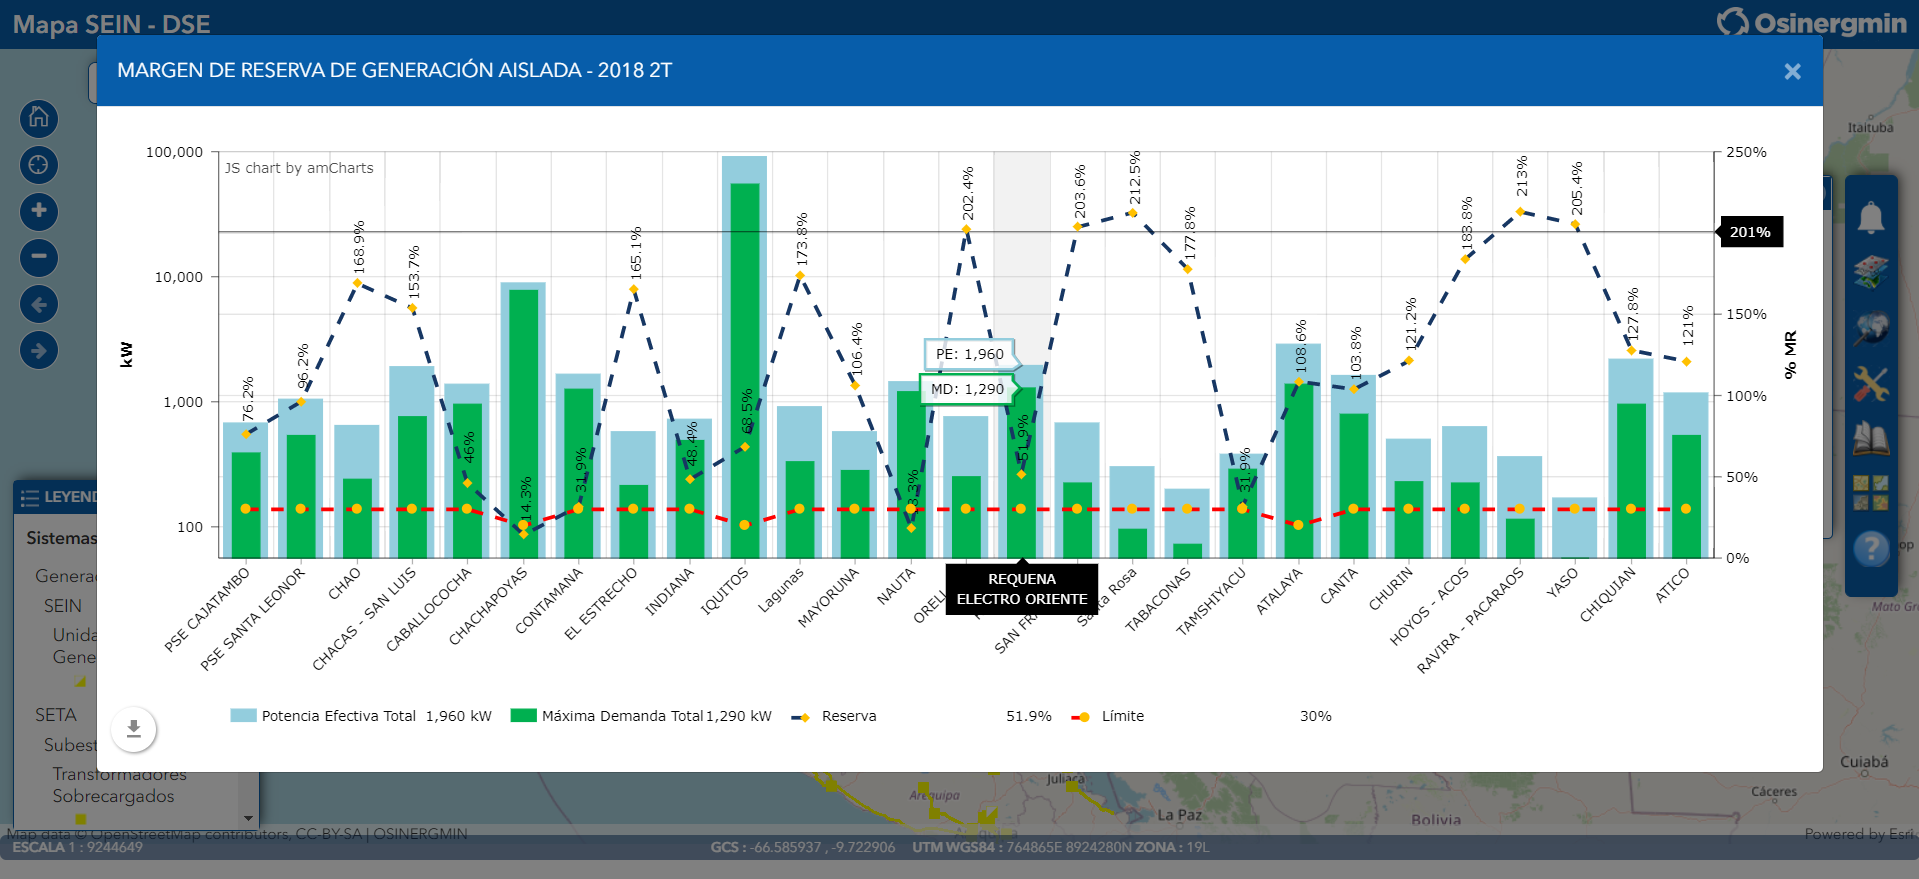 Mapa SEIN - DSE
Osinergmin
MARGEN DE RESERVA DE GENERACIÓN AISLADA - 2018 2T
×
Itaituba
JS chart by amCharts
100,000
10,000
1,000
100
kW
250%
201%
150%
100%
50%
0%
% MR
76.2%
96.2%
168.9%
153.7%
46%
14.3%
31.9%
165.1%
48.4%
68.5%
173.8%
106.4%
202.4%
51.9%
203.6%
212.5%
177.8%
31.9%
108.6%
103.8%
121.2%
183.8%
213%
205.4%
127.8%
121%
PE: 1,960
MD: 1,290
PSE CAJATAMBO
PSE SANTA LEONOR
CHAO
CHACAS - SAN LUIS
CABALLOCOCHA
CHACHAPOYAS
CONTAMANA
EL ESTRECHO
INDIANA
IQUITOS
Lagunas
MAYORUNA
NAUTA
REQUENA
ELECTRO ORIENTE
TABACONAS
TAMSHIYACU
ATALAYA
CANTA
CHURIN
HOYOS - ACOS
RAVIRA - PACARAOS
YASO
CHIQUIAN
ATICO
Potencia Efectiva Total 1,960 kW
Máxima Demanda Total 1,290 kW
Reserva 51.9%
Límite 30%
LEYEND
Sistemas
Genera
SEIN
Unida
Gene
SETA
Subest
Transformadores
Sobrecargados
Mato Gr
Cuiabá
Cáceres
Juliaca
Arequipa
La Paz
Bolivia
Map data © OpenStreetMap contributors, CC-BY-SA | OSINERGMIN
Powered by Esri
ESCALA 1 : 9244649
GCS : -66.585937 , -9.722906 UTM WGS84 : 764865E 8924280N ZONA : 19L